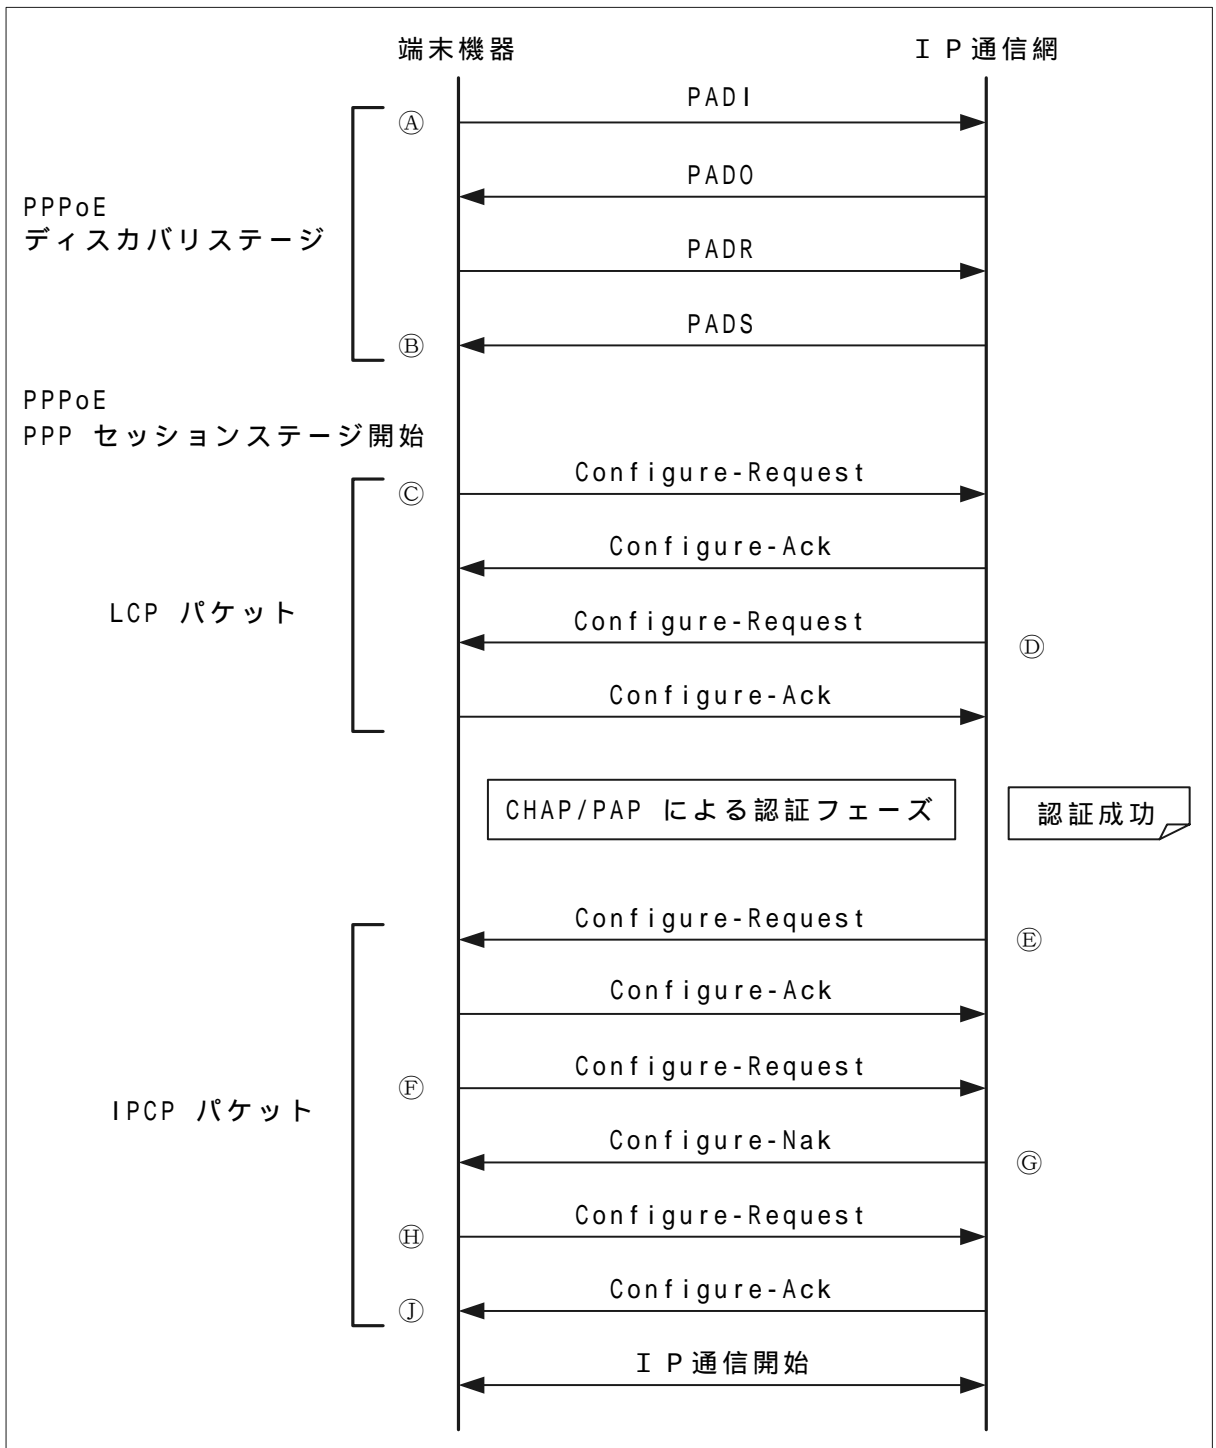 端末機器
ＩＰ通信網
PADI
Ⓐ
PADO
PPPoE
ディスカバリステージ
PADR
PADS
Ⓑ
PPPoE
PPP セッションステージ開始
Configure-Request
Ⓒ
Configure-Ack
LCP パケット
Configure-Request
Ⓓ
Configure-Ack
CHAP/PAP による認証フェーズ
認証成功
Configure-Request
Ⓔ
Configure-Ack
Configure-Request
Ⓕ
IPCP パケット
Configure-Nak
Ⓖ
Configure-Request
Ⓗ
Configure-Ack
Ⓙ
ＩＰ通信開始